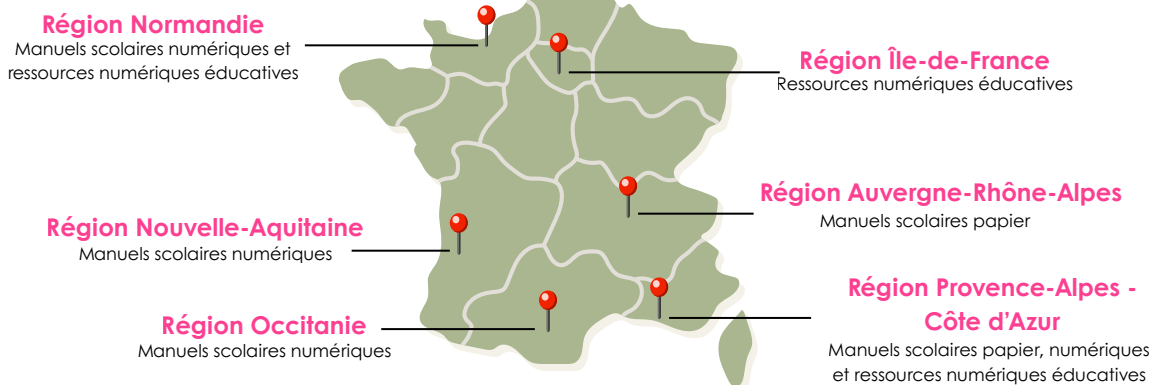 Région Normandie
Manuels scolaires numériques et
ressources numériques éducatives
Région Île-de-France
Ressources numériques éducatives
Région Auvergne-Rhône-Alpes
Manuels scolaires papier
Région Nouvelle-Aquitaine
Manuels scolaires numériques
Région Provence-Alpes -
Côte d'Azur
Manuels scolaires papier, numériques
et ressources numériques éducatives
Région Occitanie
Manuels scolaires numériques